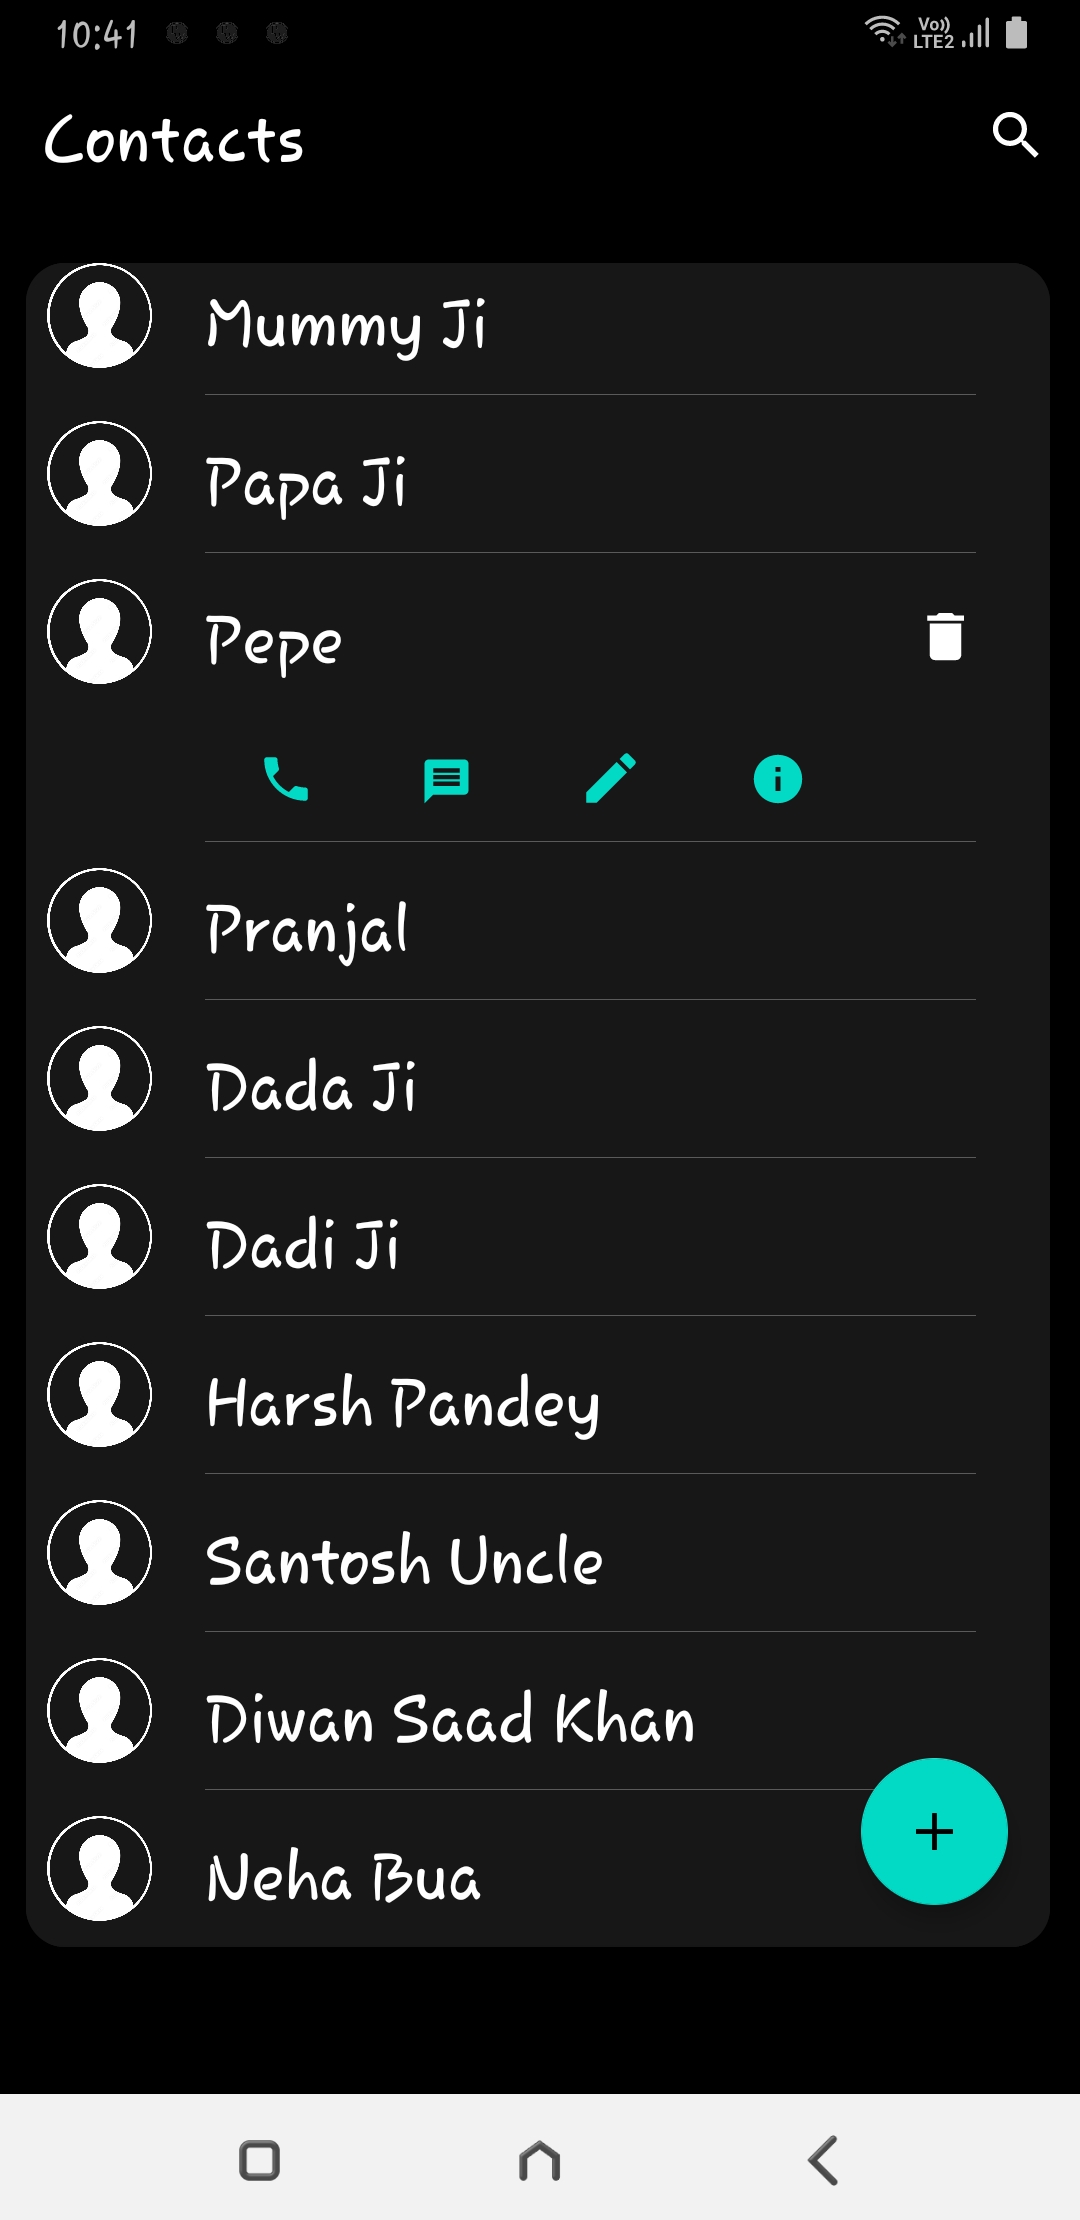 10:41
Vo))
LTE2
Contacts
Mummy Ji
Papa Ji
Pepe
Pranjal
Dada Ji
Dadi Ji
Harsh Pandey
Santosh Uncle
Diwan Saad Khan
Neha Bua